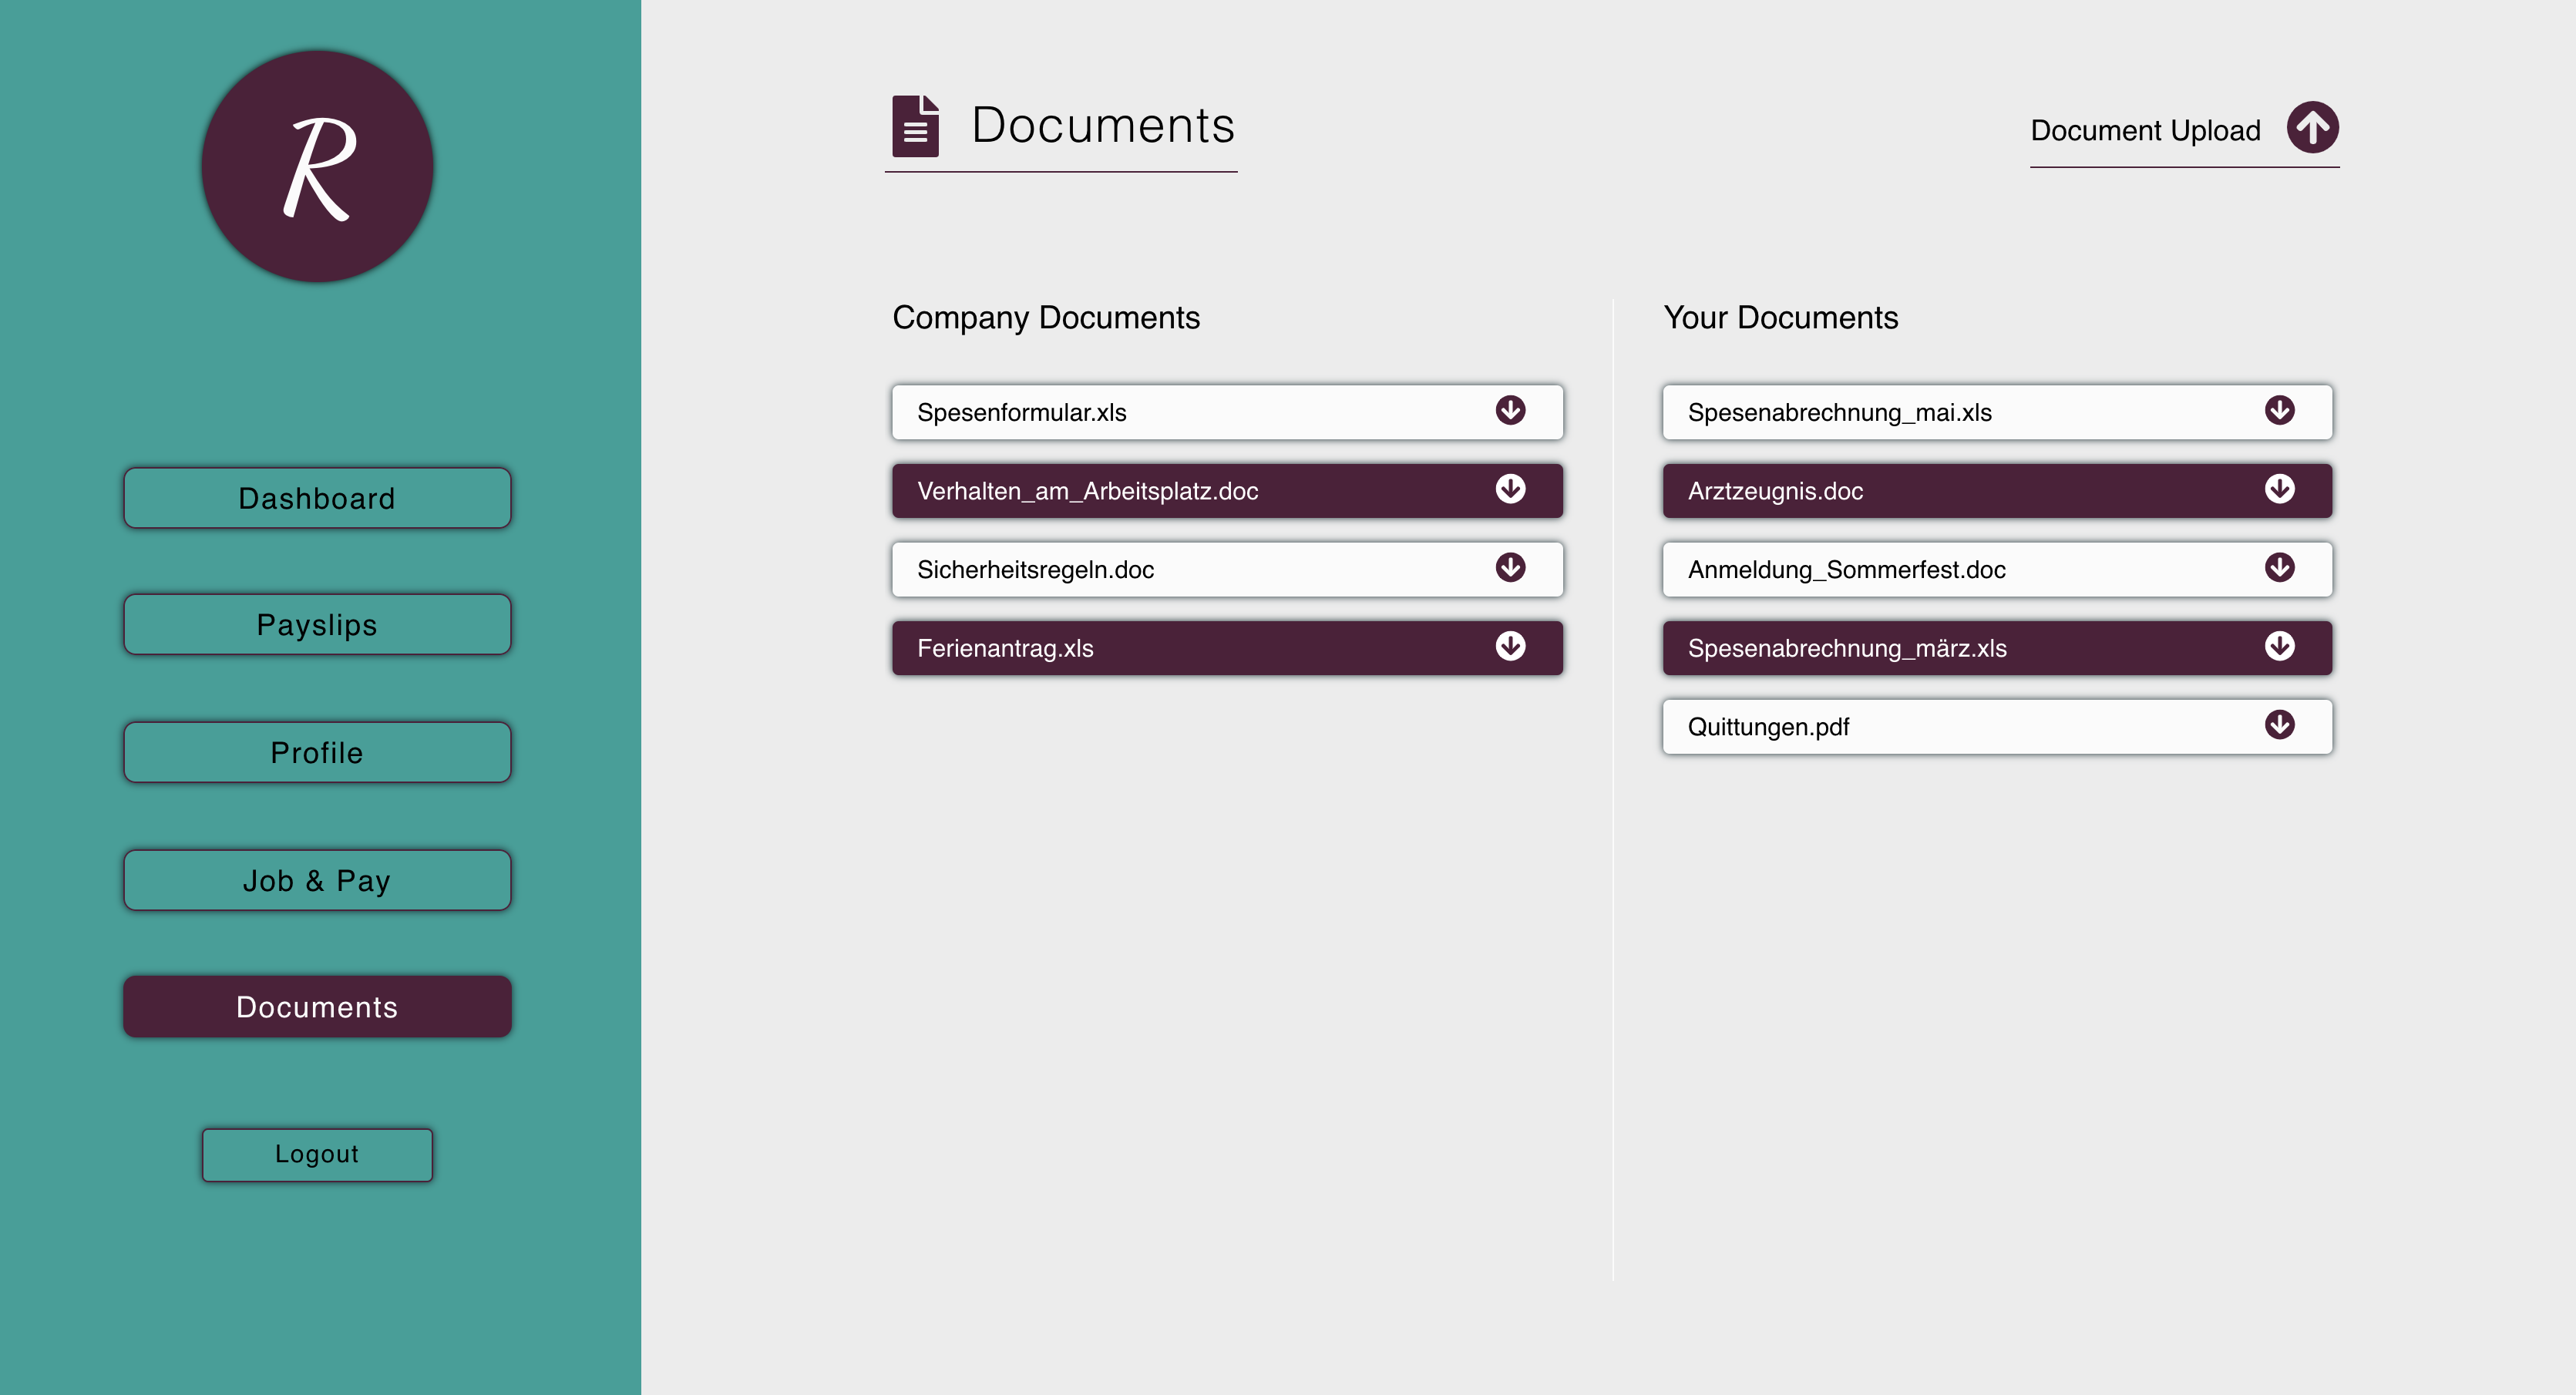 R
Dashboard
Payslips
Profile
Job & Pay
Documents
Logout
Documents
Document Upload
Company Documents
Spesenformular.xls
Verhalten_am_Arbeitsplatz.doc
Sicherheitsregeln.doc
Ferienantrag.xls
Your Documents
Spesenabrechnung_mai.xls
Arztzeugnis.doc
Anmeldung_Sommerfest.doc
Spesenabrechnung_märz.xls
Quittungen.pdf